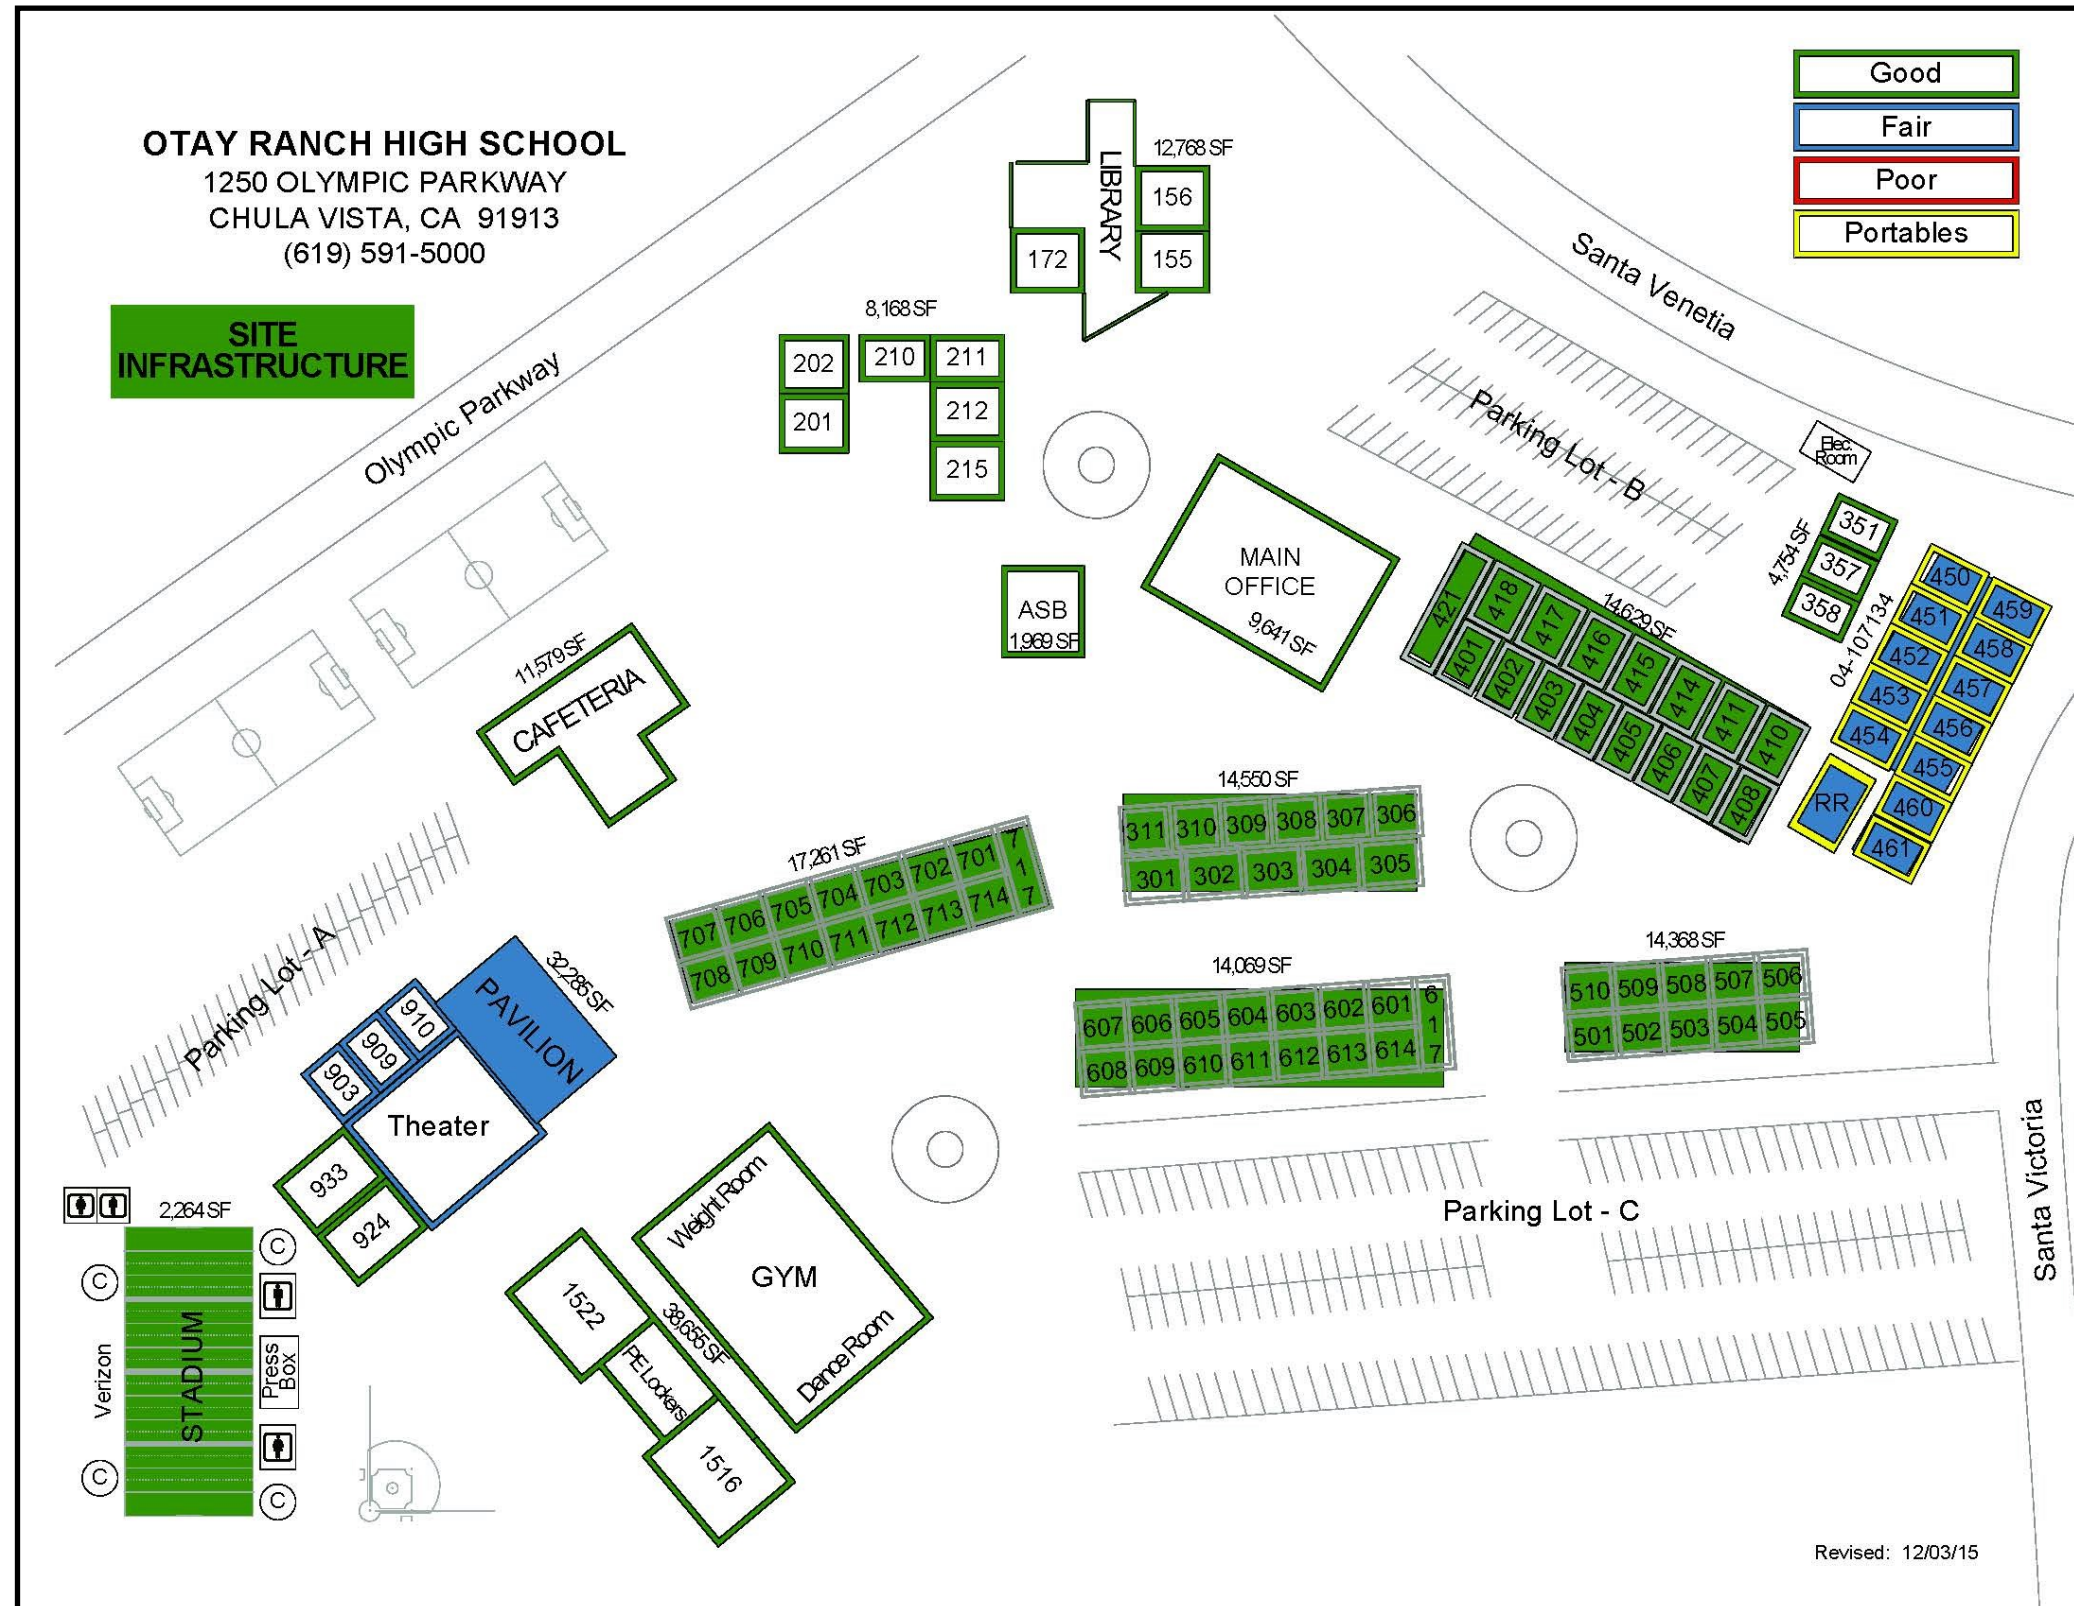 OTAY RANCH HIGH SCHOOL
1250 OLYMPIC PARKWAY
CHULA VISTA, CA 91913
(619) 591-5000
SITE
INFRASTRUCTURE
Good
Fair
Poor
Portables
Olympic Parkway
Santa Venetia
LIBRARY
12,768 SF
156
155
172
8,168 SF
202
201
210
211
212
215
Parking Lot - B
Elec.
Room
351
357
358
4,754 SF
04-107134
450
451
452
453
454
459
458
457
456
455
460
461
RR
MAIN
OFFICE
9,641 SF
ASB
1,969 SF
14,629 SF
421
418
417
416
415
414
411
410
401
402
403
404
405
406
407
408
11,579 SF
CAFETERIA
14,550 SF
311 310 309 308 307 306
301 302 303 304 305
17,261 SF
707 706 705 704 703 702 701
708 709 710 711 712 713 714
717
14,069 SF
607 606 605 604 603 602 601
608 609 610 611 612 613 614
617
14,368 SF
510 509 508 507 506
501 502 503 504 505
Parking Lot - A
32,285 SF
PAVILION
910
909
903
Theater
933
924
2,264 SF
STADIUM
C
C
C
C
Verizon
Press
Box
Weight Room
GYM
Dance Room
38,655 SF
1522
PE Lockers
1516
Parking Lot - C
Santa Victoria
Revised: 12/03/15